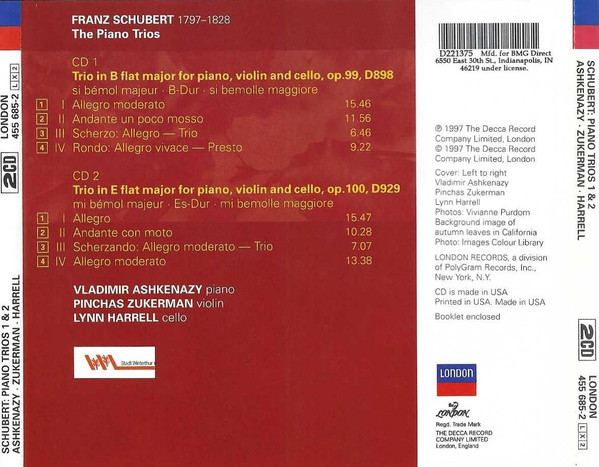 FRANZ SCHUBERT 1797–1828
The Piano Trios
CD 1
Trio in B flat major for piano, violin and cello, op.99, D898
si bémol majeur · B-Dur · si bemolle maggiore
1 I Allegro moderato 15.46
2 II Andante un poco mosso 11.56
3 III Scherzo: Allegro — Trio 6.46
4 IV Rondo: Allegro vivace — Presto 9.22
CD 2
Trio in E flat major for piano, violin and cello, op.100, D929
mi bémol majeur · Es-Dur · mi bemolle maggiore
1 I Allegro 15.47
2 II Andante con moto 10.28
3 III Scherzando: Allegro moderato — Trio 7.07
4 IV Allegro moderato 13.38
VLADIMIR ASHKENAZY piano
PINCHAS ZUKERMAN violin
LYNN HARRELL cello
Stadt Winterthur
D221375 Mfd. for BMG Direct
6550 East 30th St., Indianapolis, IN
46219 under license.
℗ 1997 The Decca Record
Company Limited, London
© 1997 The Decca Record
Company Limited, London
Cover: Left to right
Vladimir Ashkenazy
Pinchas Zukerman
Lynn Harrell
Photos: Vivianne Purdom
Background image of
autumn leaves in California
Photo: Images Colour Library
LONDON RECORDS, a division
of PolyGram Records, Inc.,
New York, N.Y.
CD is made in USA
Printed in USA. Made in USA.
Booklet enclosed
LONDON
LONDON
Regd. Trade Mark
THE DECCA RECORD
COMPANY LIMITED
London, England
SCHUBERT: PIANO TRIOS 1 & 2
ASHKENAZY · ZUKERMAN · HARRELL
2CD
LONDON
455 685-2
L X 2
SCHUBERT: PIANO TRIOS 1 & 2
ASHKENAZY · ZUKERMAN · HARRELL
2CD
LONDON
455 685-2
L X 2